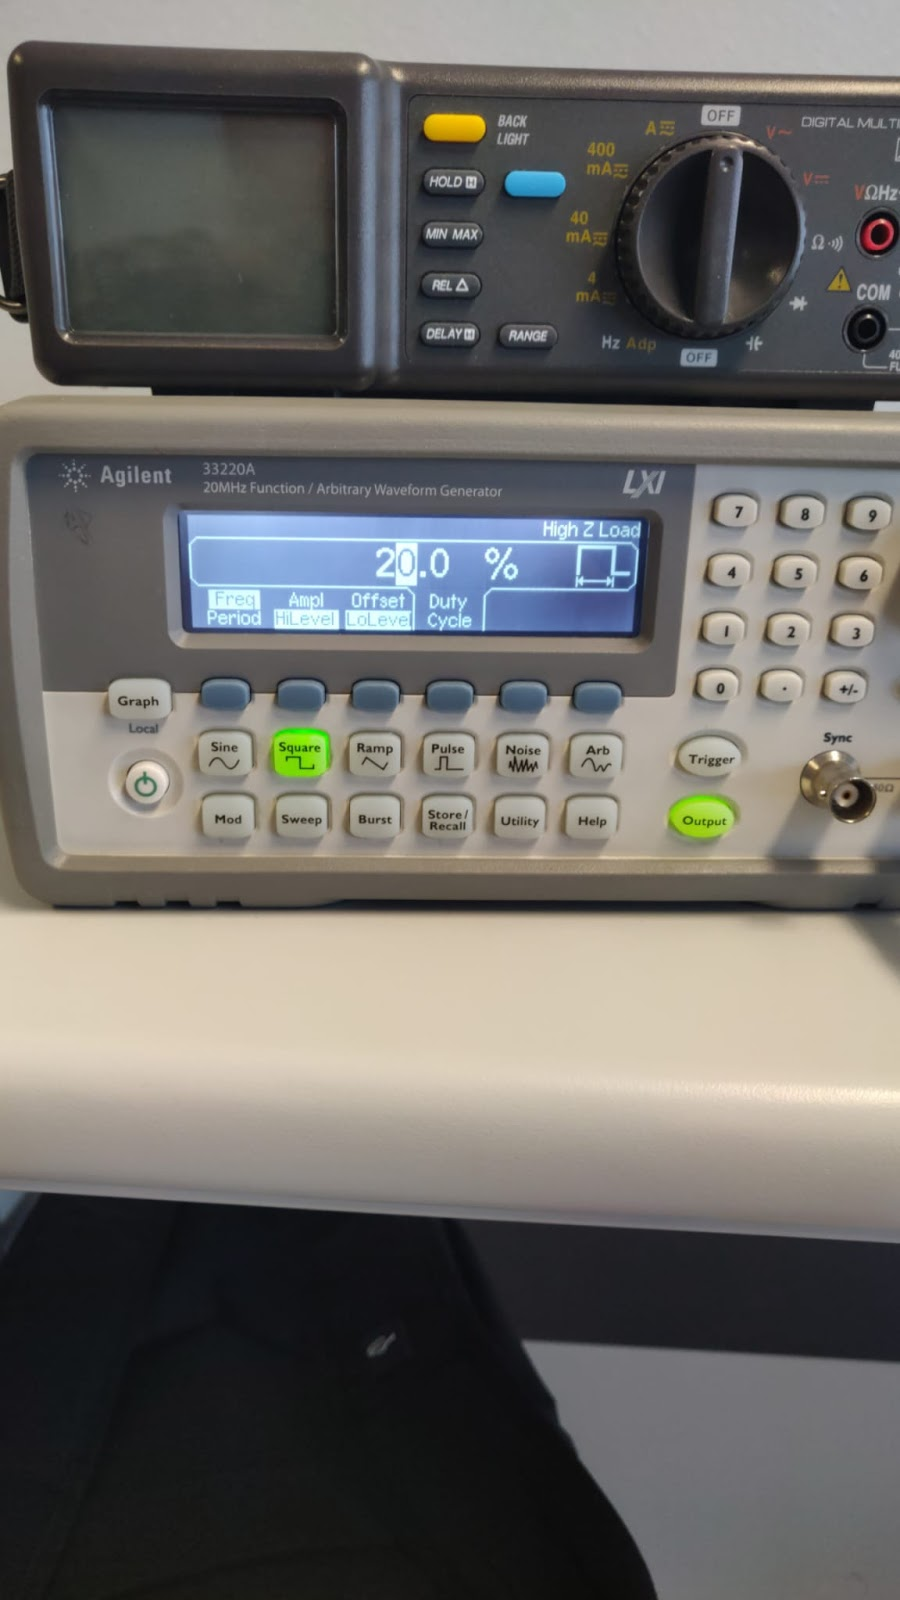 BACK
LIGHT
HOLD H
MIN MAX
REL △
DELAY H
RANGE
OFF
A
400
mA
40
mA
4
mA
Hz Adp
OFF
V~
V
Ω
DIGITAL
VΩHz
COM
Agilent
33220A
20MHz Function / Arbitrary Waveform Generator
LXI
High Z Load
20.0 %
Freq Ampl Offset Duty
Period HiLevel LoLevel Cycle
7 8 9
4 5 6
1 2 3
0 . +/-
Graph
Local
Sine Square Ramp Pulse Noise Arb
Trigger
Sync
Mod Sweep Burst Store/
Recall Utility Help
Output